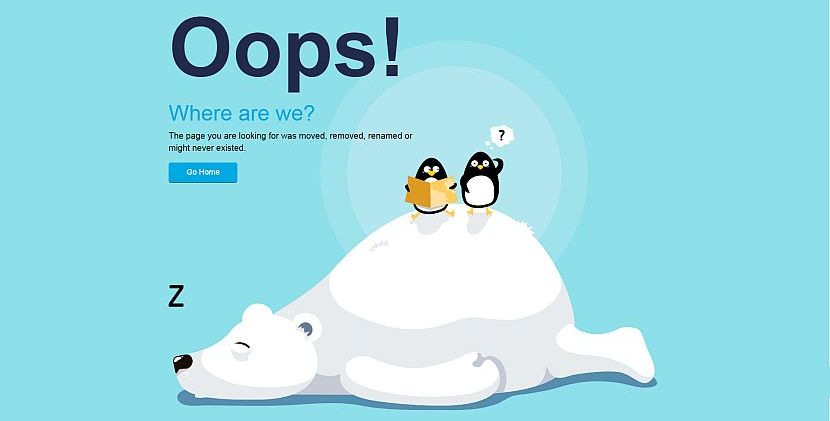 Oops!
Where are we?
The page you are looking for was moved, removed, renamed or
might never existed.
Go Home
?
Z